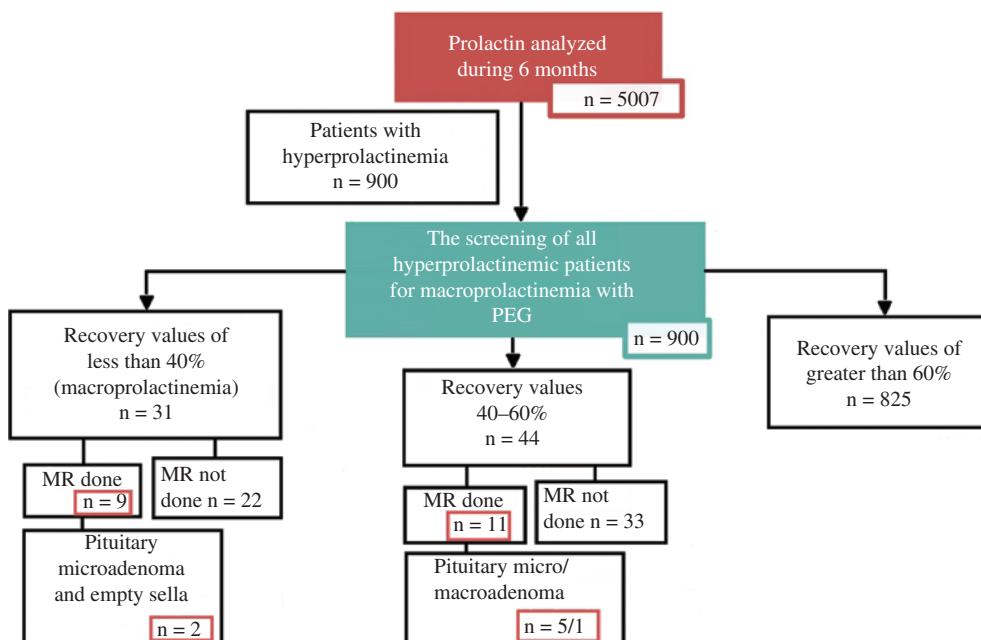 Prolactin analyzed
during 6 months
n = 5007
Patients with
hyperprolactinemia
n = 900
The screening of all
hyperprolactinemic patients
for macroprolactinemia with
PEG
n = 900
Recovery values of
less than 40%
(macroprolactinemia)
n = 31
Recovery values
40–60%
n = 44
Recovery values of
greater than 60%
n = 825
MR done
n = 9
MR not
done n = 22
MR done
n = 11
MR not
done n = 33
Pituitary
microadenoma
and empty sella
n = 2
Pituitary micro/
macroadenoma
n = 5/1